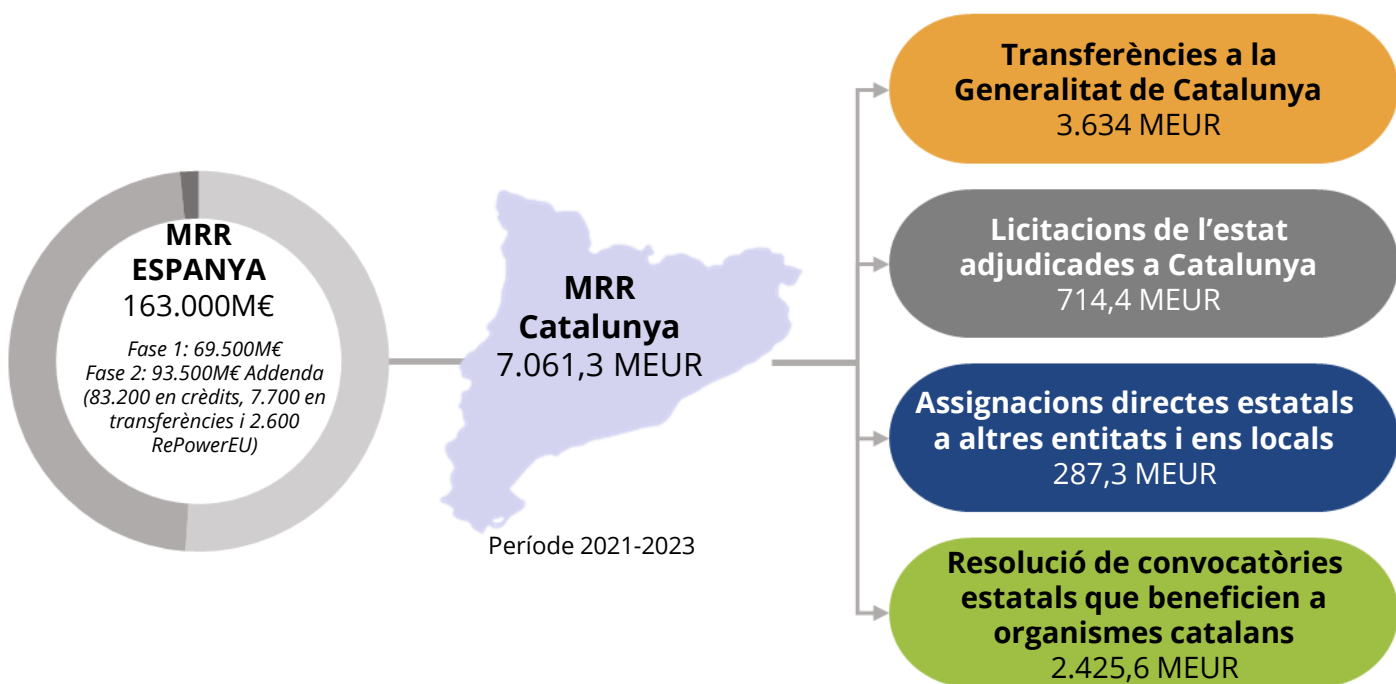 MRR
ESPANYA
163.000M€
Fase 1: 69.500M€
Fase 2: 93.500M€ Addenda
(83.200 en crèdits, 7.700 en
transferències i 2.600
RePowerEU)
MRR
Catalunya
7.061,3 MEUR
Període 2021-2023
Transferències a la
Generalitat de Catalunya
3.634 MEUR
Licitacions de l’estat
adjudicades a Catalunya
714,4 MEUR
Assignacions directes estatals
a altres entitats i ens locals
287,3 MEUR
Resolució de convocatòries
estatals que beneficien a
organismes catalans
2.425,6 MEUR